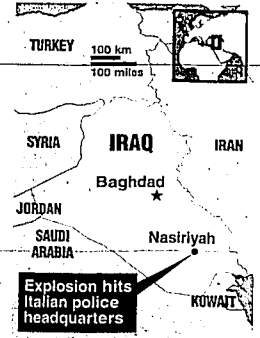 TURKEY
100 km
100 miles
SYRIA
IRAQ
IRAN
Baghdad
JORDAN
SAUDI
ARABIA
Nasiriyah
KUWAIT
Explosion hits
Italian police
headquarters